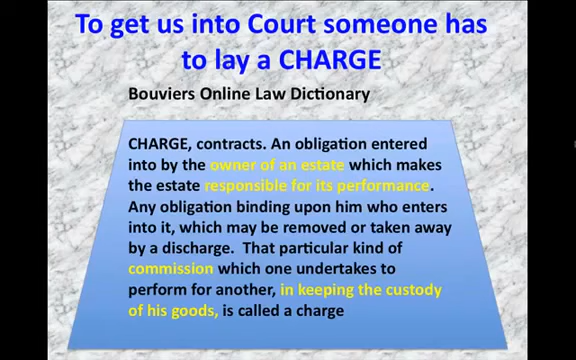 To get us into Court someone has
to lay a CHARGE
Bouviers Online Law Dictionary
CHARGE, contracts. An obligation entered
into by the owner of an estate which makes
the estate responsible for its performance.
Any obligation binding upon him who enters
into it, which may be removed or taken away
by a discharge. That particular kind of
commission which one undertakes to
perform for another, in keeping the custody
of his goods, is called a charge